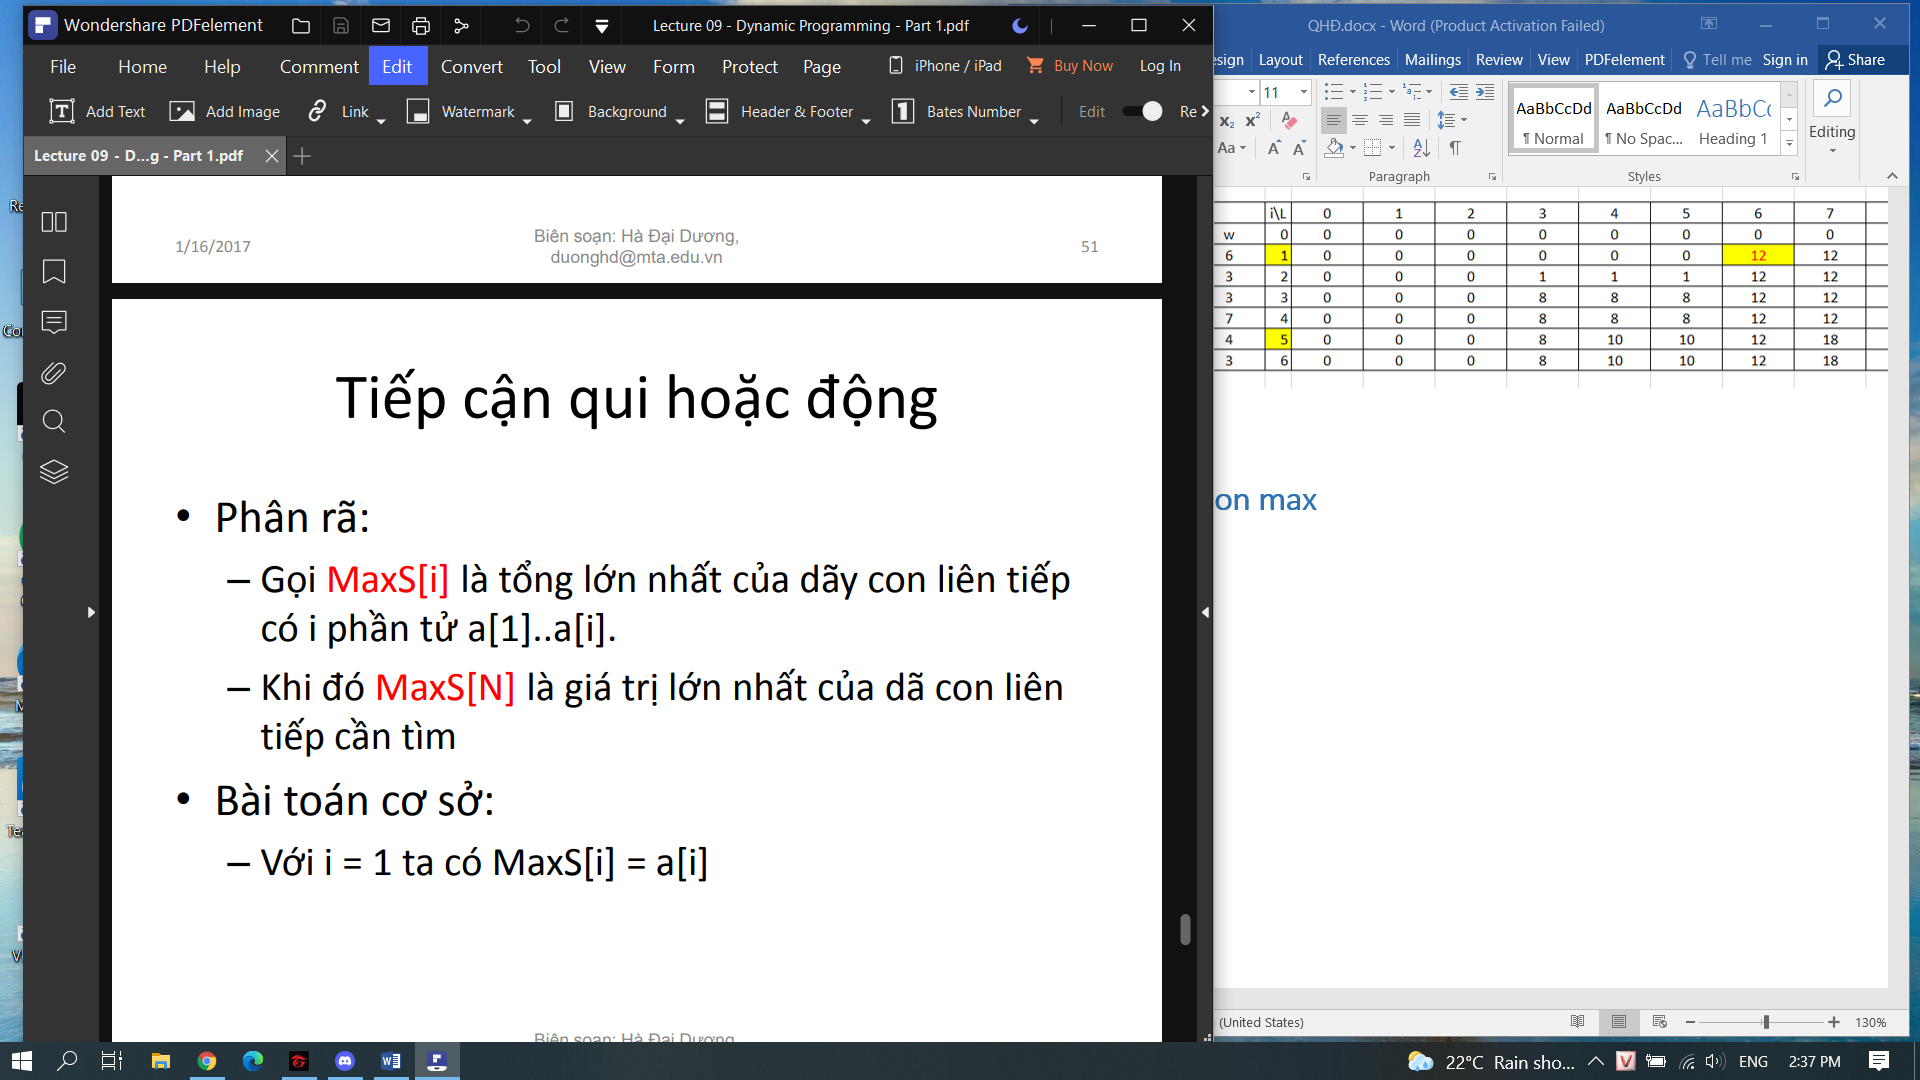 Wondershare PDFelement
Lecture 09 - Dynamic Programming - Part 1.pdf
File Home Help Comment Edit Convert Tool View Form Protect Page iPhone / iPad Buy Now Log In
Add Text Add Image Link Watermark Background Header & Footer Bates Number Edit Re
Lecture 09 - D...g - Part 1.pdf
1/16/2017
Biên soạn: Hà Đại Dương,
duonghd@mta.edu.vn
51
Tiếp cận qui hoặc động
• Phân rã:
– Gọi MaxS[i] là tổng lớn nhất của dãy con liên tiếp
có i phần tử a[1]..a[i].
– Khi đó MaxS[N] là giá trị lớn nhất của dã con liên
tiếp cần tìm
• Bài toán cơ sở:
– Với i = 1 ta có MaxS[i] = a[i]
Biên soạn: Hà Đại Dương,
QHĐ.docx - Word (Product Activation Failed)
esign Layout References Mailings Review View PDFelement Tell me Sign in Share
11
AaBbCcDd AaBbCcDd AaBbCc
¶ Normal ¶ No Spac... Heading 1
Editing
Aa
Paragraph Styles
i\L 0 1 2 3 4 5 6 7
w 0 0 0 0 0 0 0 0 0
6 1 0 0 0 0 0 0 12 12
3 2 0 0 0 1 1 1 12 12
3 3 0 0 0 8 8 8 12 12
7 4 0 0 0 8 8 8 12 12
4 5 0 0 0 8 10 10 12 18
3 6 0 0 0 8 10 10 12 18
on max
(United States)
130%
22°C Rain sho...
ENG
2:37 PM